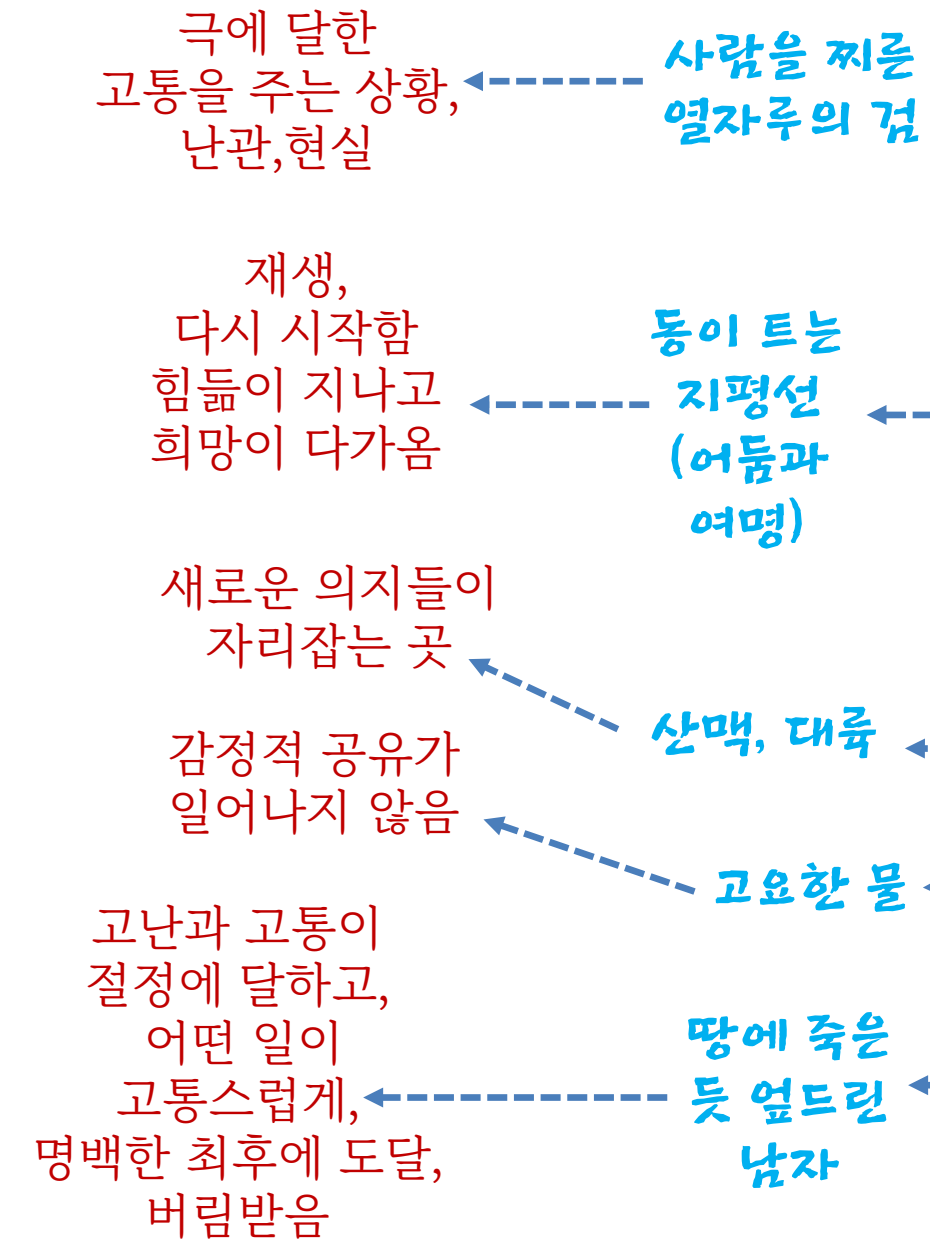 극에 달한
고통을 주는 상황,
난관,현실
사람을 찌른
열자루의 검
재생,
다시 시작함
힘듦이 지나고
희망이 다가옴
동이 트는
지평선
(어둠과
여명)
새로운 의지들이
자리잡는 곳
산맥, 대륙
감정적 공유가
일어나지 않음
고요한 물
고난과 고통이
절정에 달하고,
어떤 일이
고통스럽게,
명백한 최후에 도달,
버림받음
땅에 죽은
듯 엎드린
남자